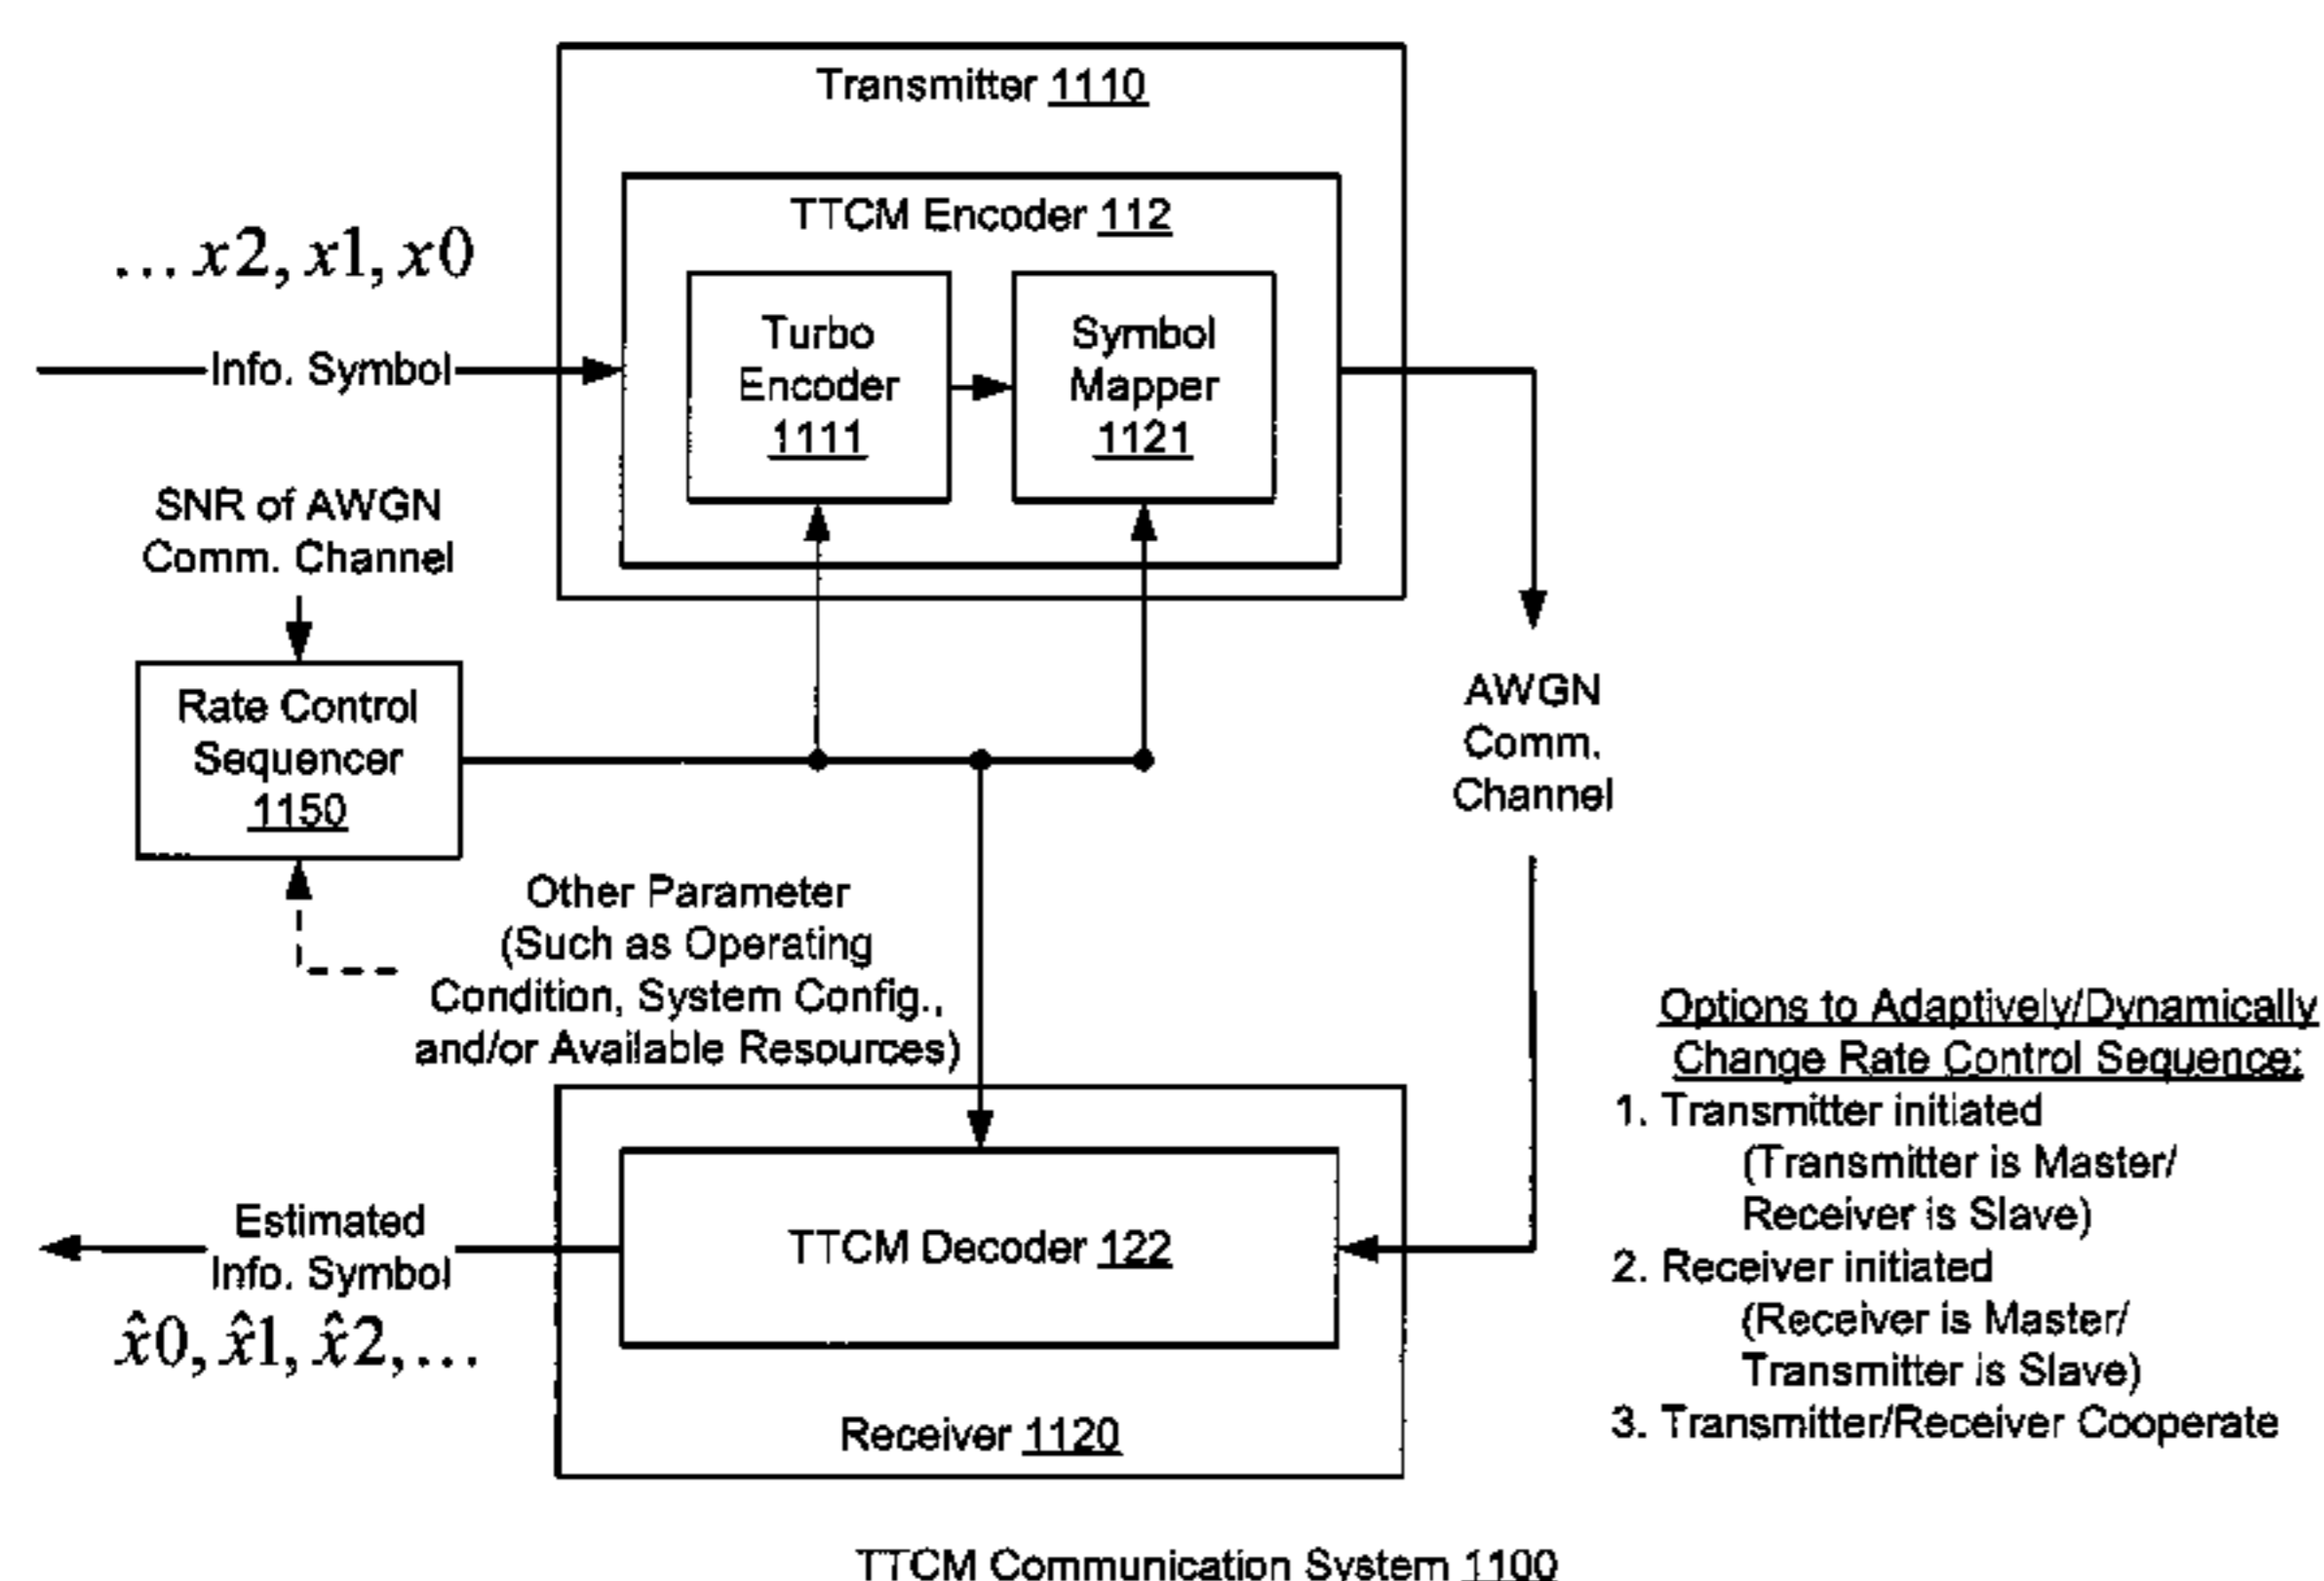 Transmitter 1110
TTCM Encoder 112
...x2, x1, x0
Info. Symbol
Turbo
Encoder
1111
Symbol
Mapper
1121
SNR of AWGN
Comm. Channel
Rate Control
Sequencer
1150
AWGN
Comm.
Channel
Other Parameter
(Such as Operating
Condition, System Config.,
and/or Available Resources)
Options to Adaptively/Dynamically
Change Rate Control Sequence:
1. Transmitter initiated
(Transmitter is Master/
Receiver is Slave)
2. Receiver initiated
(Receiver is Master/
Transmitter is Slave)
3. Transmitter/Receiver Cooperate
Estimated
Info. Symbol
x̂0, x̂1, x̂2,...
TTCM Decoder 122
Receiver 1120
TTCM Communication System 1100